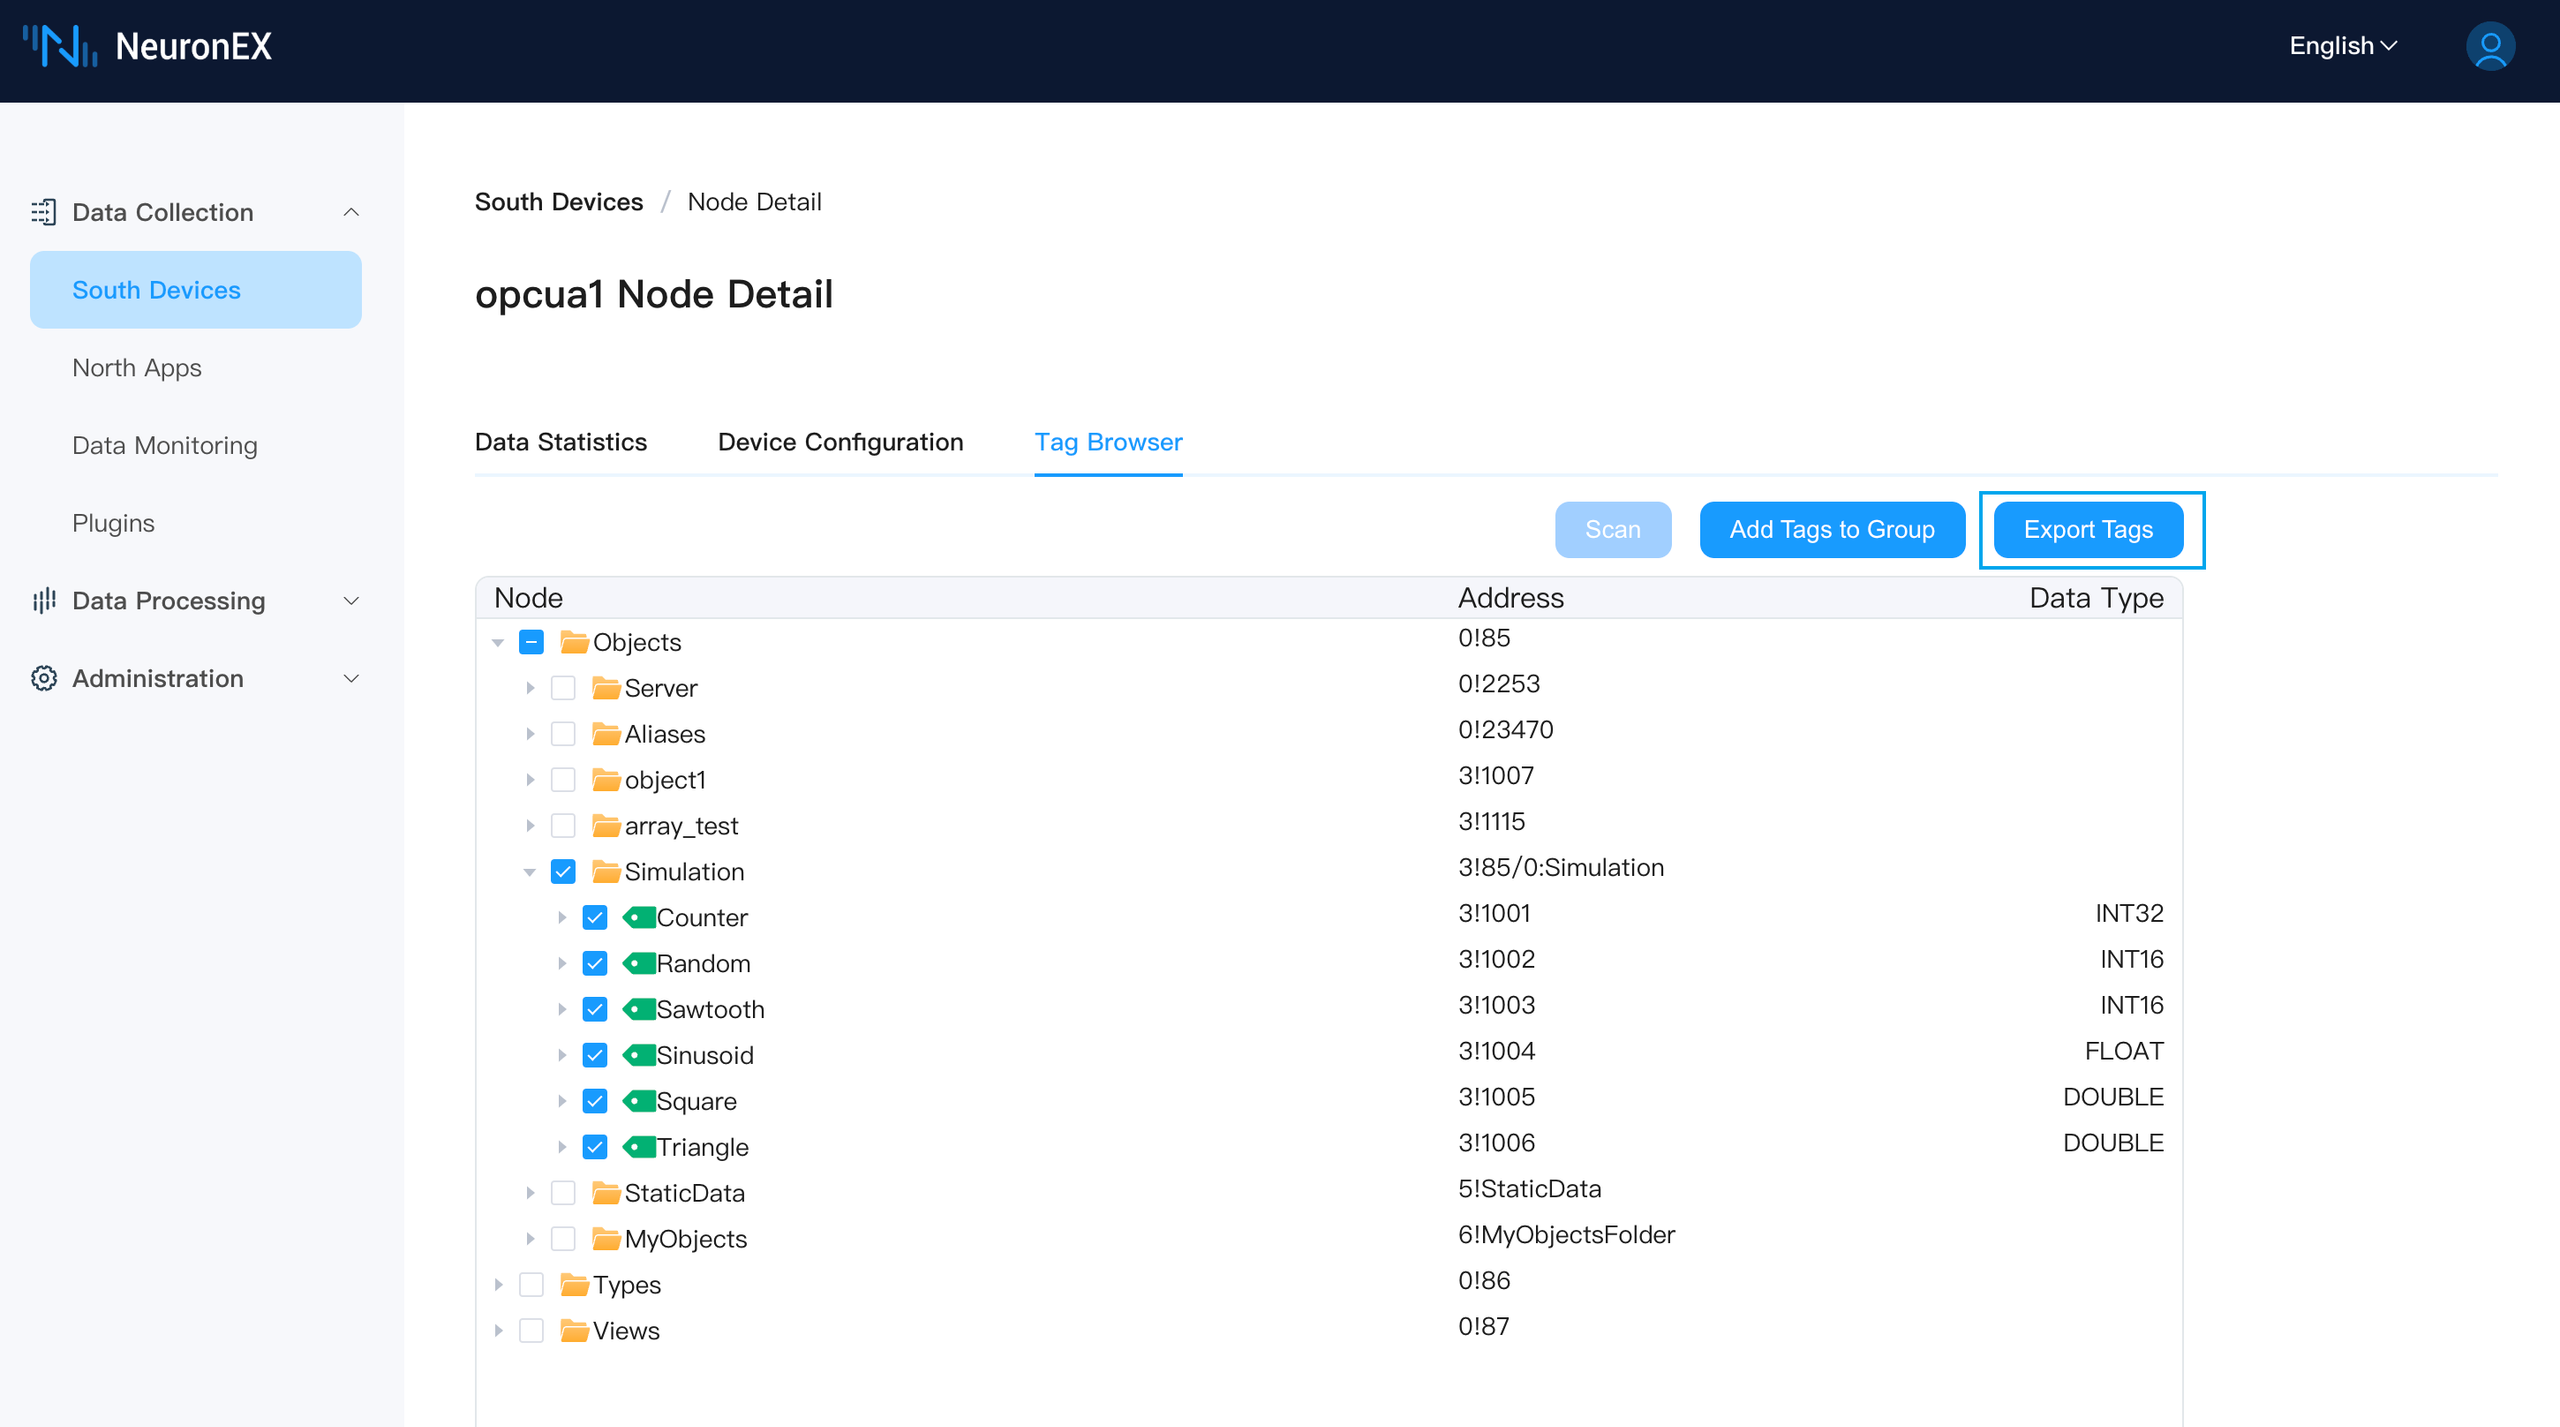 NeuronEX
English
Data Collection
South Devices
North Apps
Data Monitoring
Plugins
Data Processing
Administration
South Devices / Node Detail
opcua1 Node Detail
Data Statistics Device Configuration Tag Browser
Scan Add Tags to Group Export Tags
Node Address Data Type
Objects 0!85
Server 0!2253
Aliases 0!23470
object1 3!1007
array_test 3!1115
Simulation 3!85/0:Simulation
Counter 3!1001 INT32
Random 3!1002 INT16
Sawtooth 3!1003 INT16
Sinusoid 3!1004 FLOAT
Square 3!1005 DOUBLE
Triangle 3!1006 DOUBLE
StaticData 5!StaticData
MyObjects 6!MyObjectsFolder
Types 0!86
Views 0!87